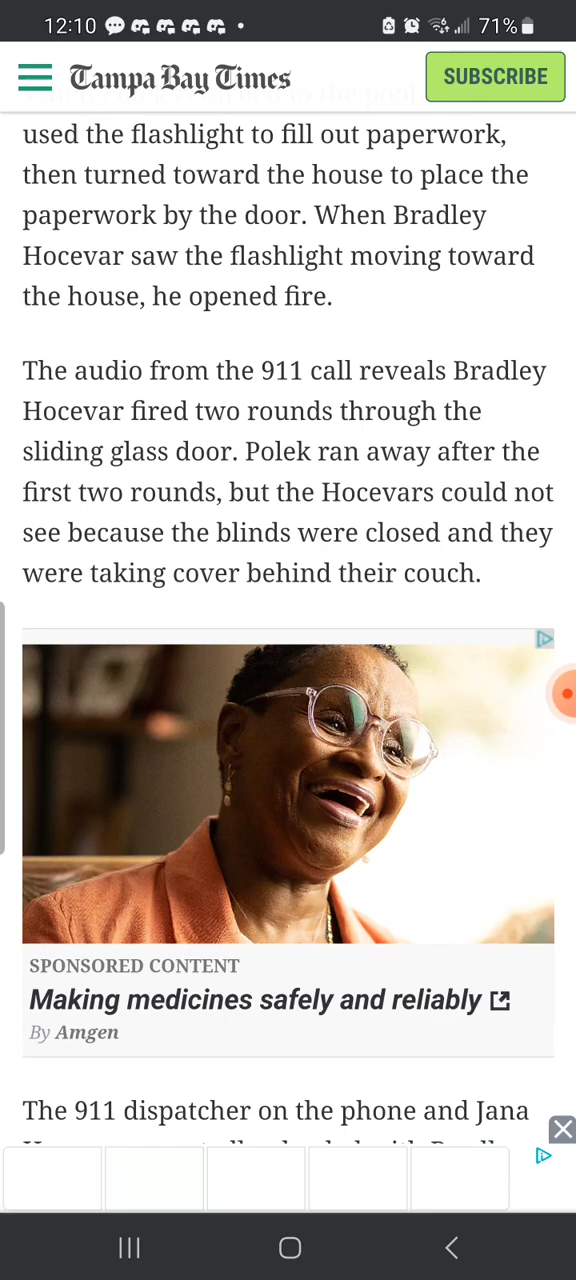 12:10
71%
Tampa Bay Times
SUBSCRIBE
used the flashlight to fill out paperwork,
then turned toward the house to place the
paperwork by the door. When Bradley
Hocevar saw the flashlight moving toward
the house, he opened fire.
The audio from the 911 call reveals Bradley
Hocevar fired two rounds through the
sliding glass door. Polek ran away after the
first two rounds, but the Hocevars could not
see because the blinds were closed and they
were taking cover behind their couch.
SPONSORED CONTENT
Making medicines safely and reliably
By Amgen
The 911 dispatcher on the phone and Jana